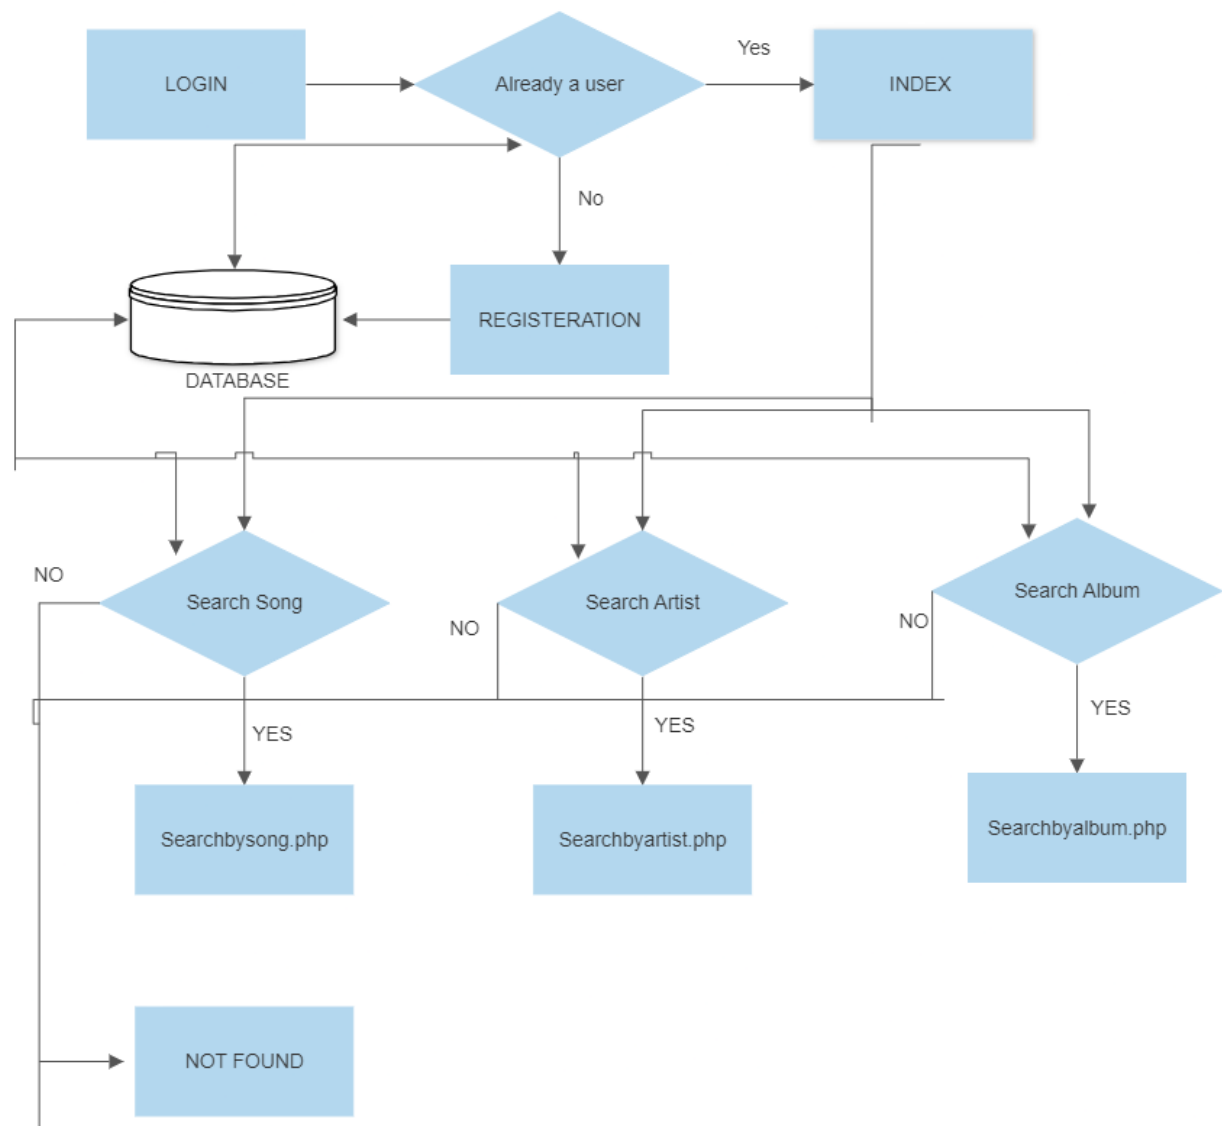 LOGIN
Already a user
Yes
INDEX
No
REGISTERATION
DATABASE
NO
Search Song
NO
Search Artist
NO
Search Album
YES
YES
YES
Searchbysong.php
Searchbyartist.php
Searchbyalbum.php
NOT FOUND